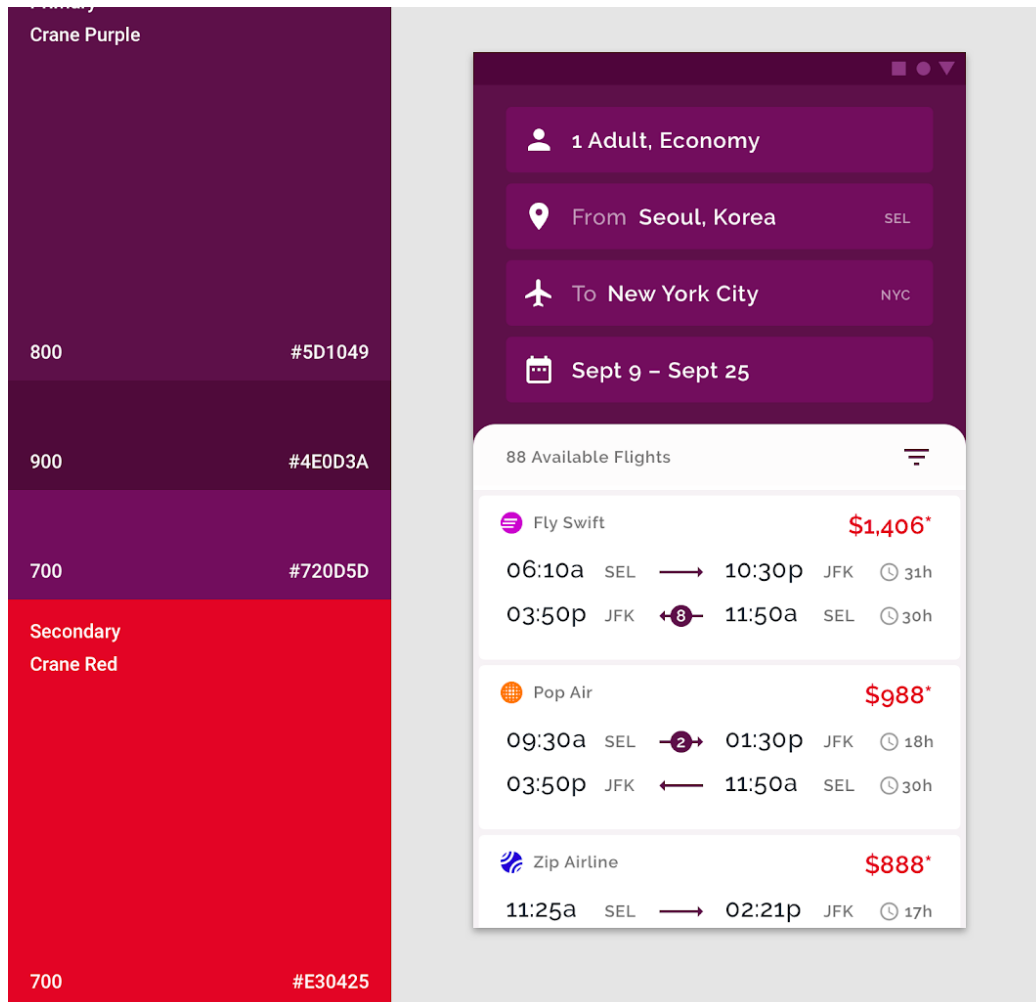 Primary
Crane Purple
800 #5D1049
900 #4E0D3A
700 #720D5D
Secondary
Crane Red
700 #E30425
1 Adult, Economy
From Seoul, Korea SEL
To New York City NYC
Sept 9 – Sept 25
88 Available Flights
Fly Swift $1,406*
06:10a SEL 10:30p JFK 31h
03:50p JFK 8 11:50a SEL 30h
Pop Air $988*
09:30a SEL 2 01:30p JFK 18h
03:50p JFK 11:50a SEL 30h
Zip Airline $888*
11:25a SEL 02:21p JFK 17h